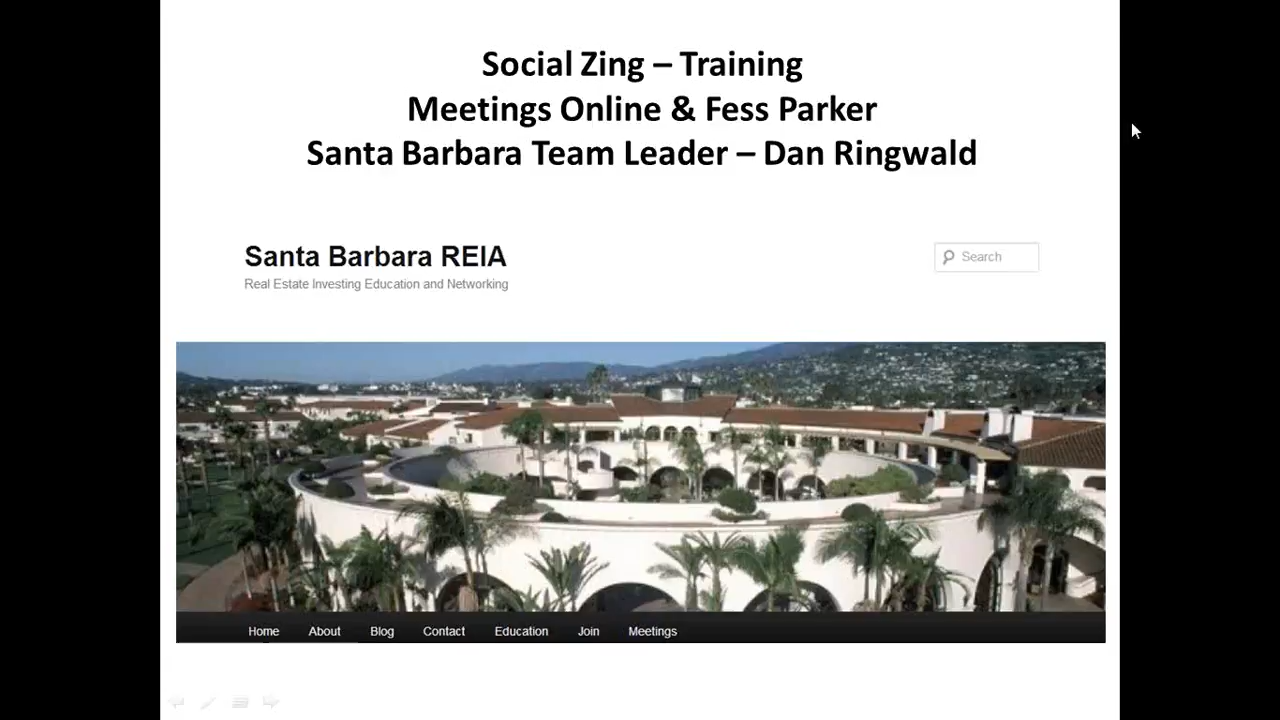 Social Zing – Training
Meetings Online & Fess Parker
Santa Barbara Team Leader – Dan Ringwald
Santa Barbara REIA
Search
Real Estate Investing Education and Networking
Home About Blog Contact Education Join Meetings